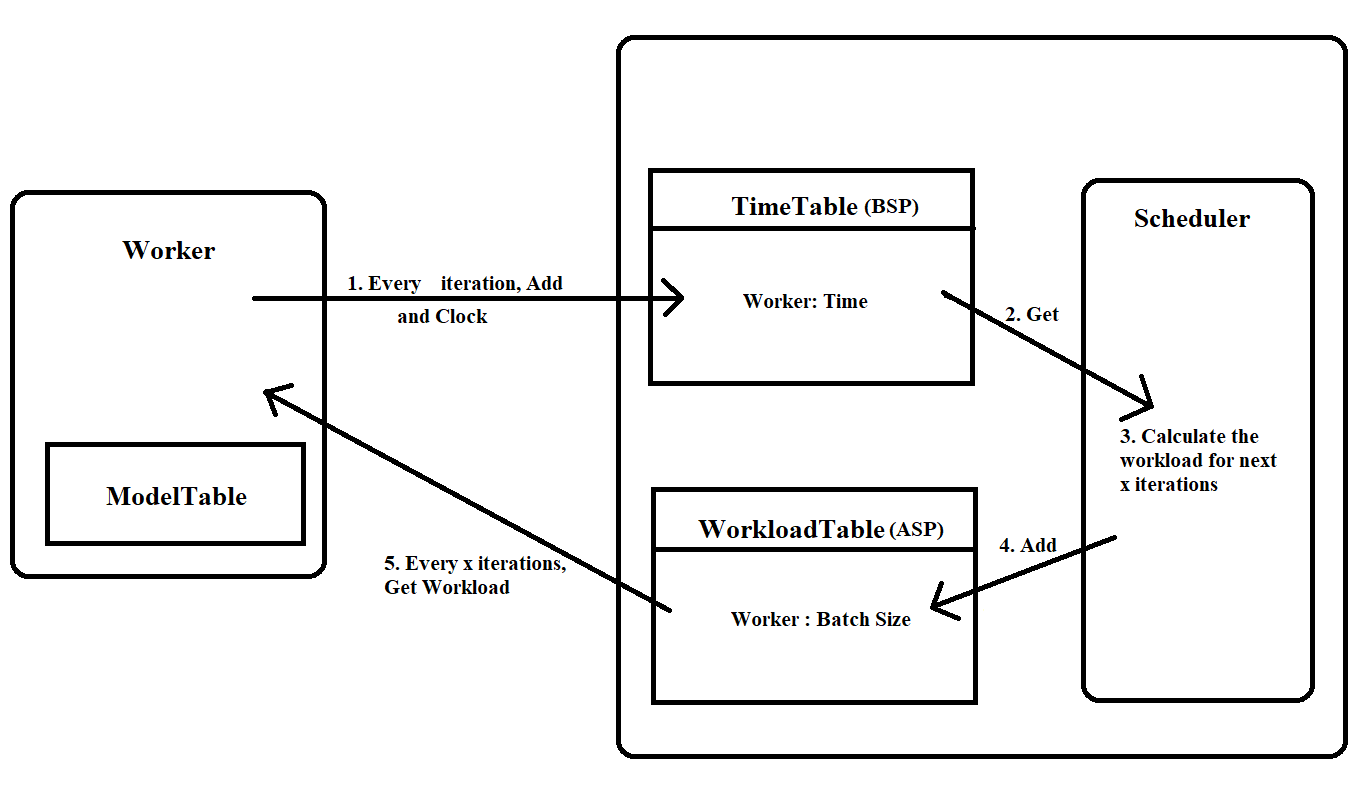 Worker
1. Every iteration, Add
and Clock
ModelTable
5. Every x iterations,
Get Workload
TimeTable (BSP)
Worker: Time
2. Get
Scheduler
3. Calculate the
workload for next
x iterations
4. Add
WorkloadTable (ASP)
Worker : Batch Size